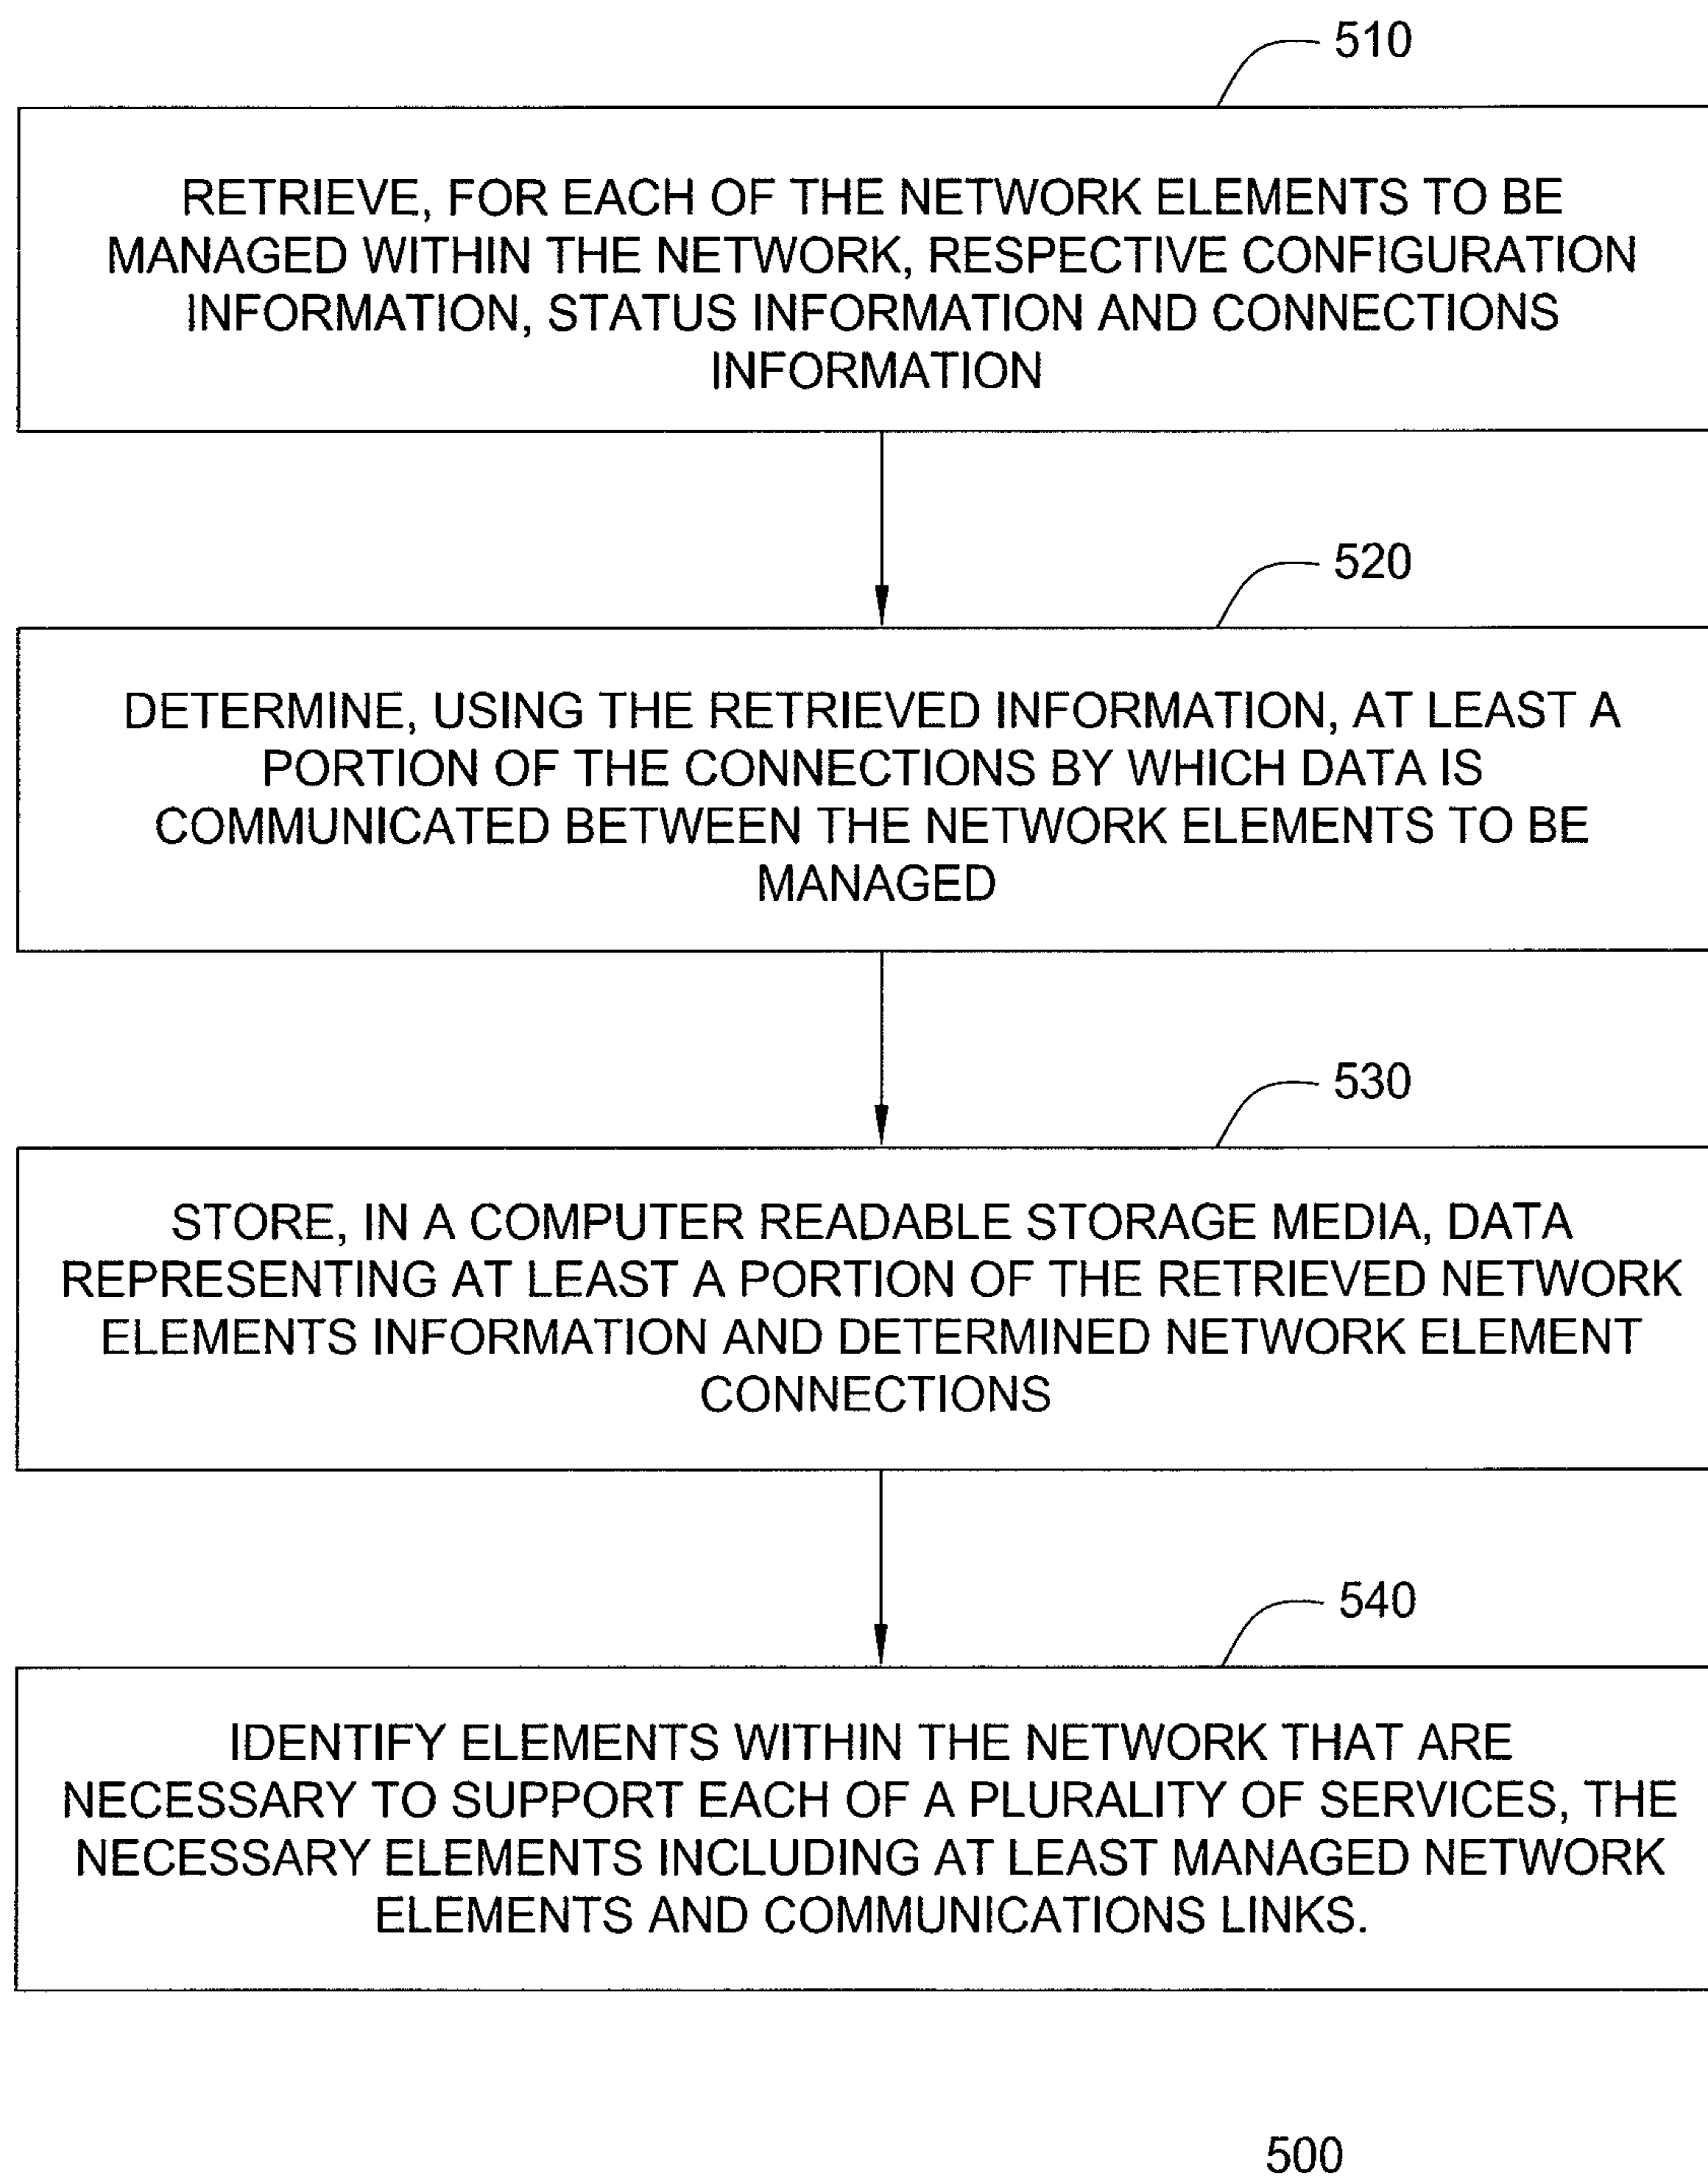 510
RETRIEVE, FOR EACH OF THE NETWORK ELEMENTS TO BE
MANAGED WITHIN THE NETWORK, RESPECTIVE CONFIGURATION
INFORMATION, STATUS INFORMATION AND CONNECTIONS
INFORMATION
520
DETERMINE, USING THE RETRIEVED INFORMATION, AT LEAST A
PORTION OF THE CONNECTIONS BY WHICH DATA IS
COMMUNICATED BETWEEN THE NETWORK ELEMENTS TO BE
MANAGED
530
STORE, IN A COMPUTER READABLE STORAGE MEDIA, DATA
REPRESENTING AT LEAST A PORTION OF THE RETRIEVED NETWORK
ELEMENTS INFORMATION AND DETERMINED NETWORK ELEMENT
CONNECTIONS
540
IDENTIFY ELEMENTS WITHIN THE NETWORK THAT ARE
NECESSARY TO SUPPORT EACH OF A PLURALITY OF SERVICES, THE
NECESSARY ELEMENTS INCLUDING AT LEAST MANAGED NETWORK
ELEMENTS AND COMMUNICATIONS LINKS.
500